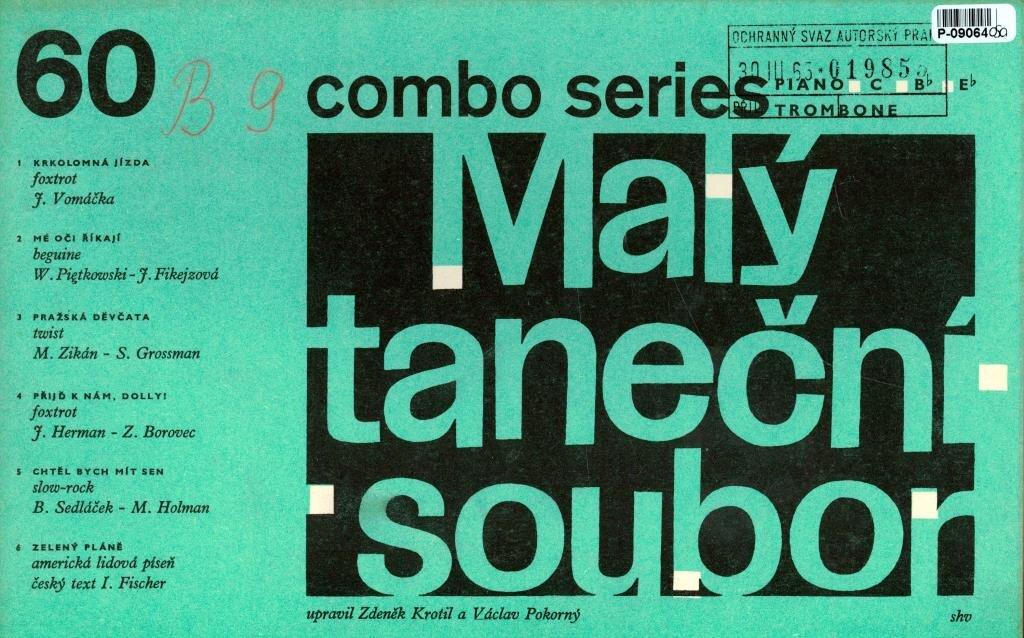 60
B 9
combo series
OCHRANNÝ SVAZ AUTORSKÝ
30 III 65 · 01985
PIANO C B♭ E♭
TROMBONE
P-09064
Malý
taneční
soubor
1 KRKOLOMNÁ JÍZDA
foxtrot
J. Vomáčka
2 MÉ OČI ŘÍKAJÍ
beguine
W. Piętkowski - J. Fikejzová
3 PRAŽSKÁ DĚVČATA
twist
M. Zikán - S. Grossman
4 PŘIJĎ K NÁM, DOLLY!
foxtrot
J. Herman - Z. Borovec
5 CHTĚL BYCH MÍT SEN
slow-rock
B. Sedláček - M. Holman
6 ZELENÝ PLÁNĚ
americká lidová píseň
český text I. Fischer
upravil Zdeněk Krotil a Václav Pokorný
shv